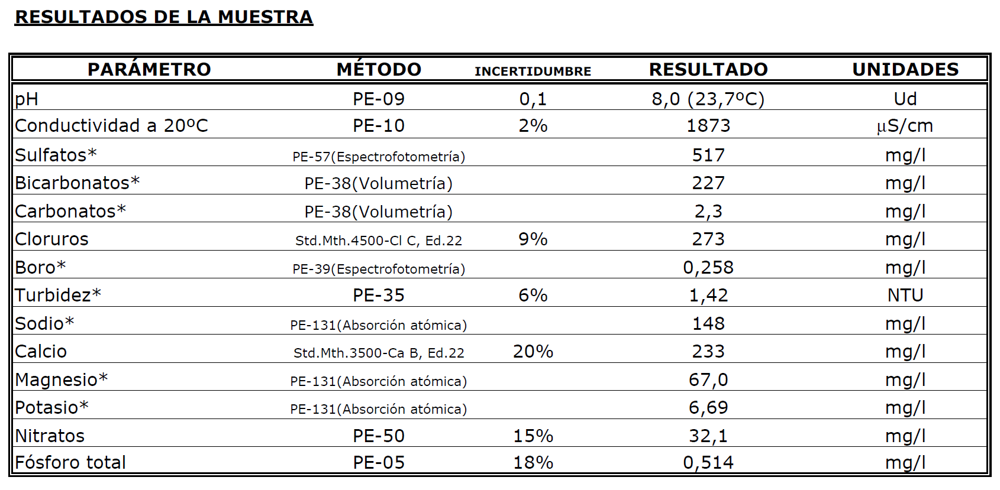 RESULTADOS DE LA MUESTRA
PARÁMETRO MÉTODO INCERTIDUMBRE RESULTADO UNIDADES
pH PE-09 0,1 8,0 (23,7ºC) Ud
Conductividad a 20ºC PE-10 2% 1873 µS/cm
Sulfatos* PE-57(Espectrofotometría) 517 mg/l
Bicarbonatos* PE-38(Volumetría) 227 mg/l
Carbonatos* PE-38(Volumetría) 2,3 mg/l
Cloruros Std.Mth.4500-Cl C, Ed.22 9% 273 mg/l
Boro* PE-39(Espectrofotometría) 0,258 mg/l
Turbidez* PE-35 6% 1,42 NTU
Sodio* PE-131(Absorción atómica) 148 mg/l
Calcio Std.Mth.3500-Ca B, Ed.22 20% 233 mg/l
Magnesio* PE-131(Absorción atómica) 67,0 mg/l
Potasio* PE-131(Absorción atómica) 6,69 mg/l
Nitratos PE-50 15% 32,1 mg/l
Fósforo total PE-05 18% 0,514 mg/l